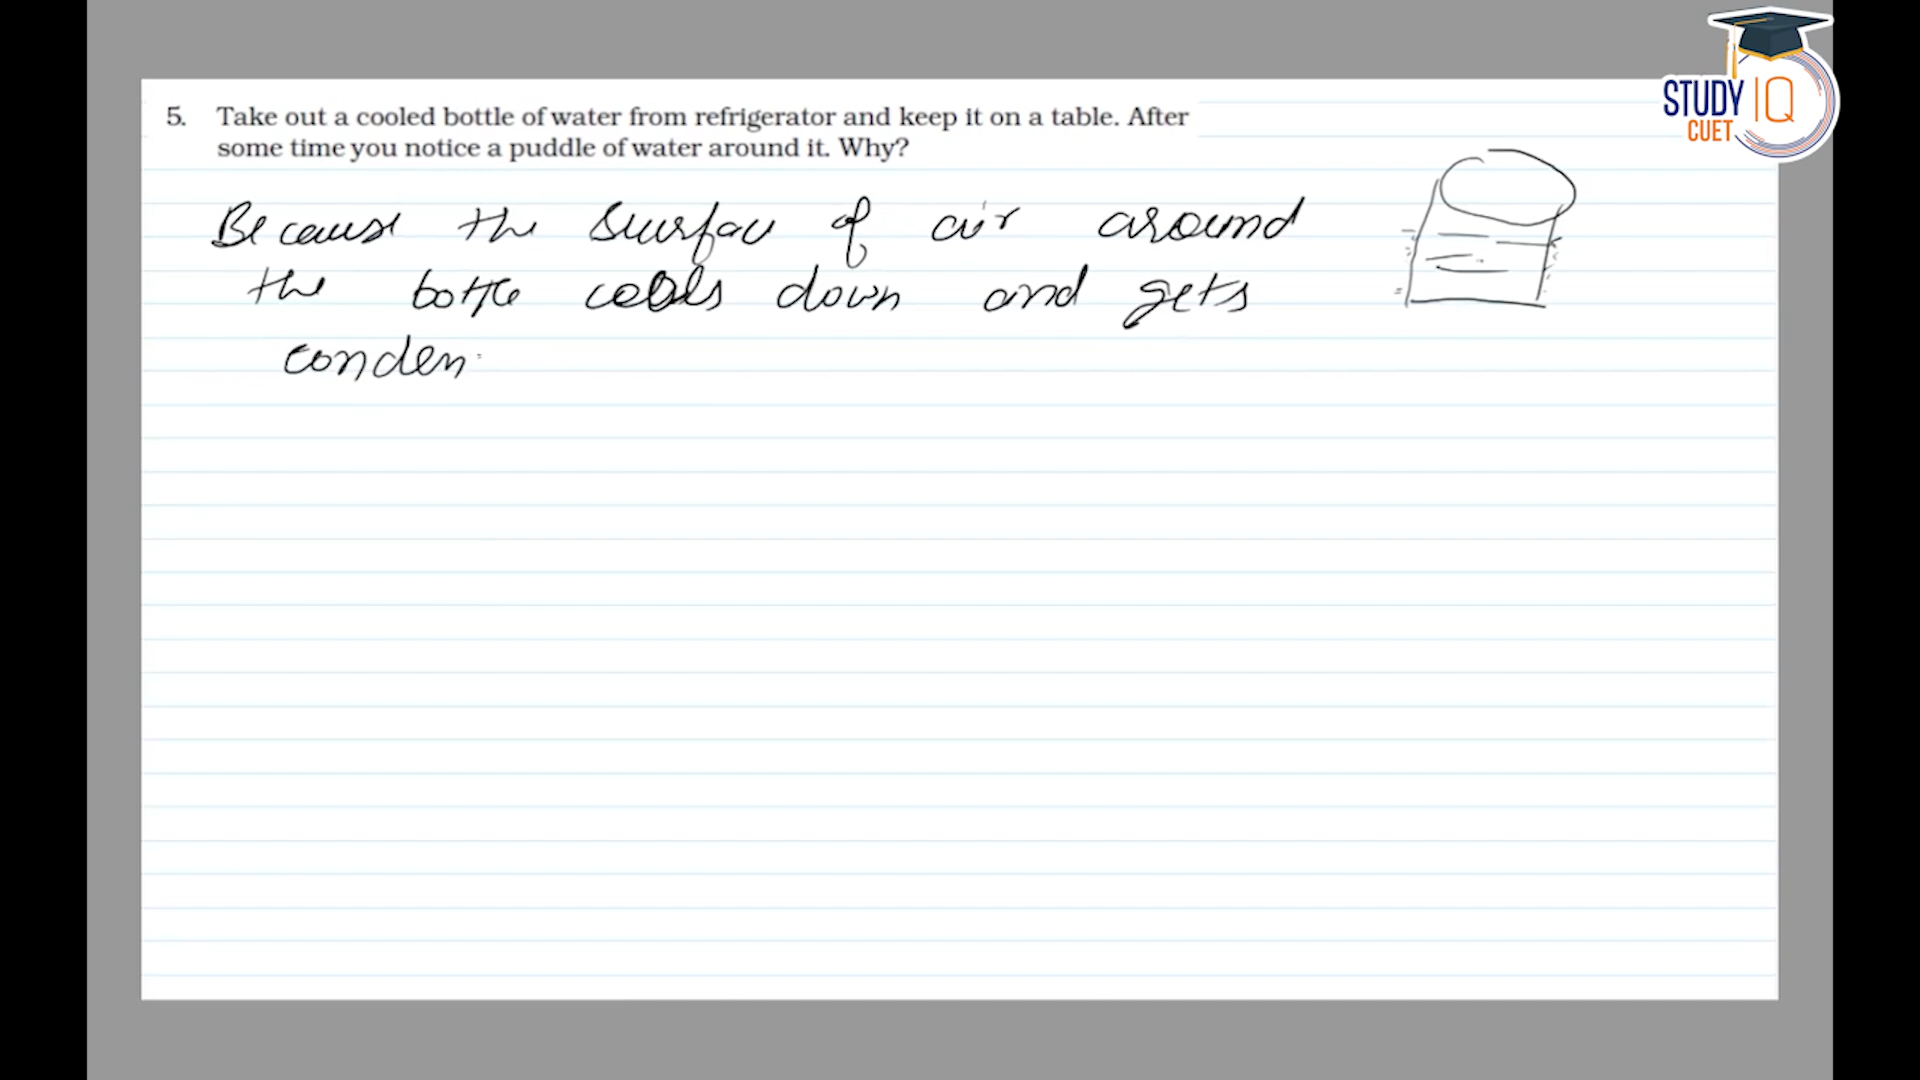 STUDY IQ
CUET
5. Take out a cooled bottle of water from refrigerator and keep it on a table. After
some time you notice a puddle of water around it. Why?
Because the surface of air around
the bottle cools down and gets
conden